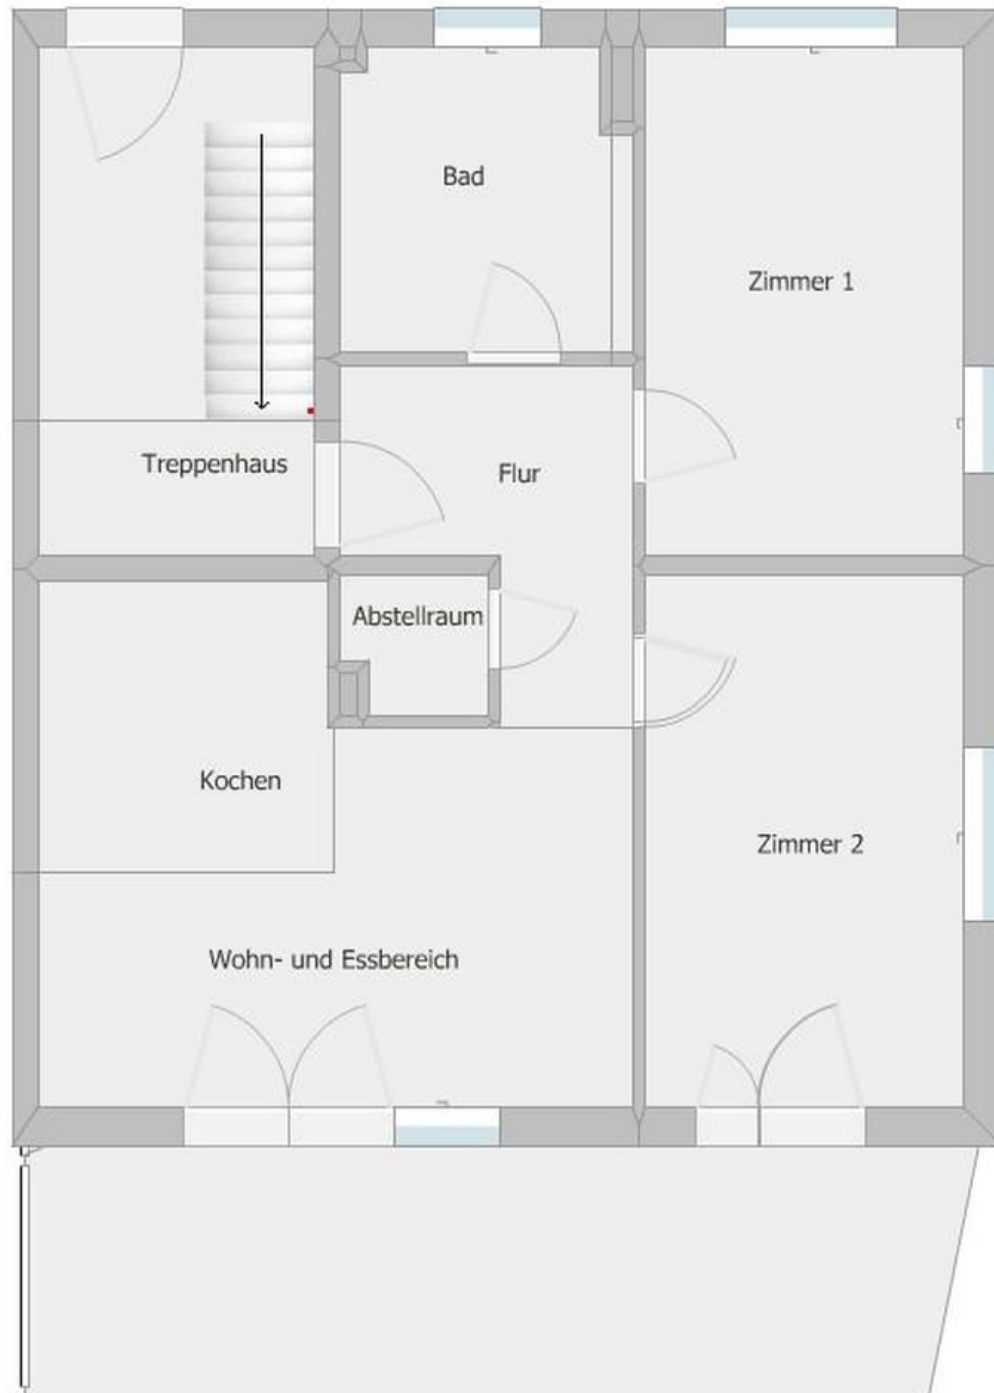 Bad
Zimmer 1
Treppenhaus
Flur
Abstellraum
Kochen
Zimmer 2
Wohn- und Essbereich